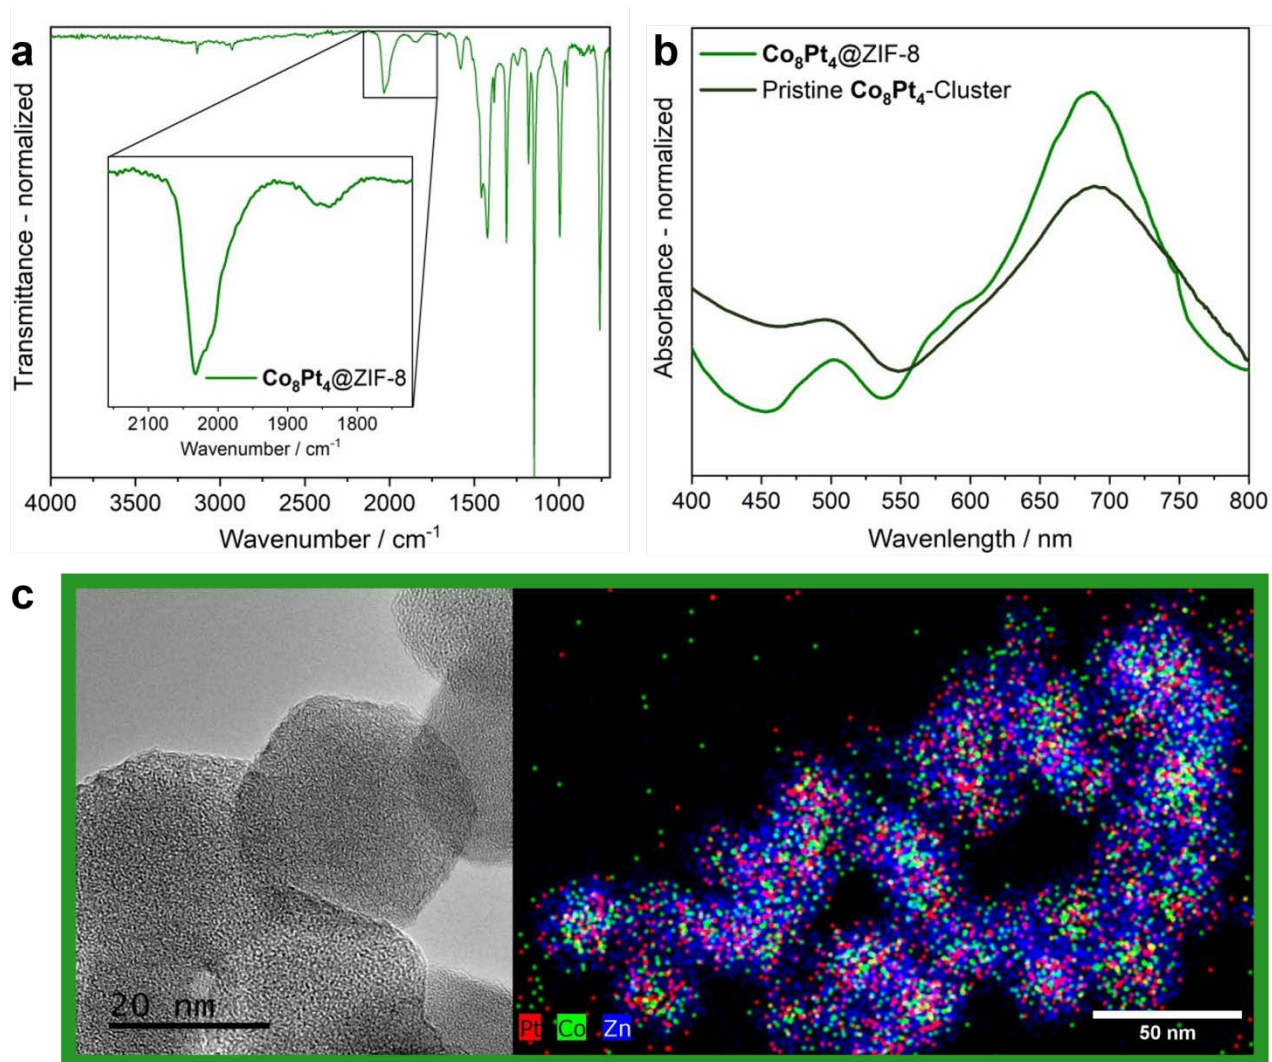 a
Transmittance - normalized
Co8Pt4@ZIF-8
2100 2000 1900 1800
Wavenumber / cm-1
4000 3500 3000 2500 2000 1500 1000
Wavenumber / cm-1
b
Co8Pt4@ZIF-8
Pristine Co8Pt4-Cluster
Absorbance - normalized
400 450 500 550 600 650 700 750 800
Wavenlength / nm
c
20 nm
Pt Co Zn
50 nm